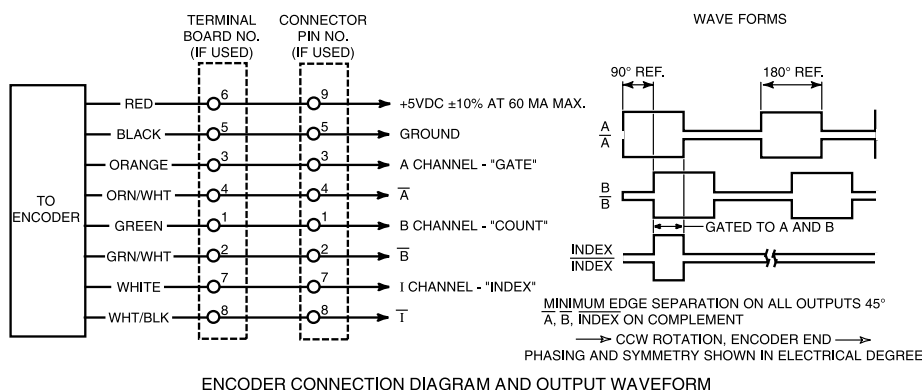 TERMINAL BOARD NO. (IF USED)
CONNECTOR PIN NO. (IF USED)
TO ENCODER
RED 6 9 +5VDC ±10% AT 60 MA MAX.
BLACK 5 5 GROUND
ORANGE 3 3 A CHANNEL - "GATE"
ORN/WHT 4 4 A̅
GREEN 1 1 B CHANNEL - "COUNT"
GRN/WHT 2 2 B̅
WHITE 7 7 I CHANNEL - "INDEX"
WHT/BLK 8 8 I̅
WAVE FORMS
90° REF. 180° REF.
A
A̅
B
B̅
GATED TO A AND B
INDEX
I̅N̅D̅E̅X̅
MINIMUM EDGE SEPARATION ON ALL OUTPUTS 45°
A̅, B̅, I̅N̅D̅E̅X̅ ON COMPLEMENT
CCW ROTATION, ENCODER END
PHASING AND SYMMETRY SHOWN IN ELECTRICAL DEGREE
ENCODER CONNECTION DIAGRAM AND OUTPUT WAVEFORM